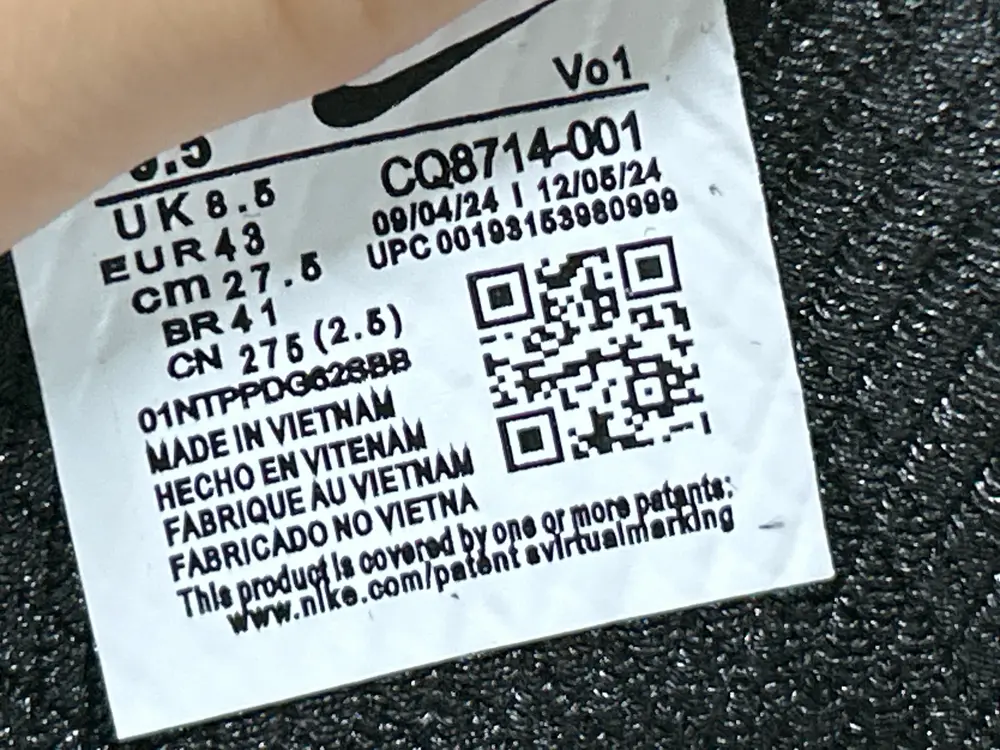 Vo1
UK 8.5
EUR 43
cm 27.5
BR 41
CN 275 (2.5)
CQ8714-001
09/04/24 | 12/05/24
UPC 00193153980999
01NTPPDG62SBB
MADE IN VIETNAM
HECHO EN VITENAM
FABRIQUE AU VIETNAM
FABRICADO NO VIETNA
This product is covered by one or more patents:
www.nike.com/patent avirtualmarking